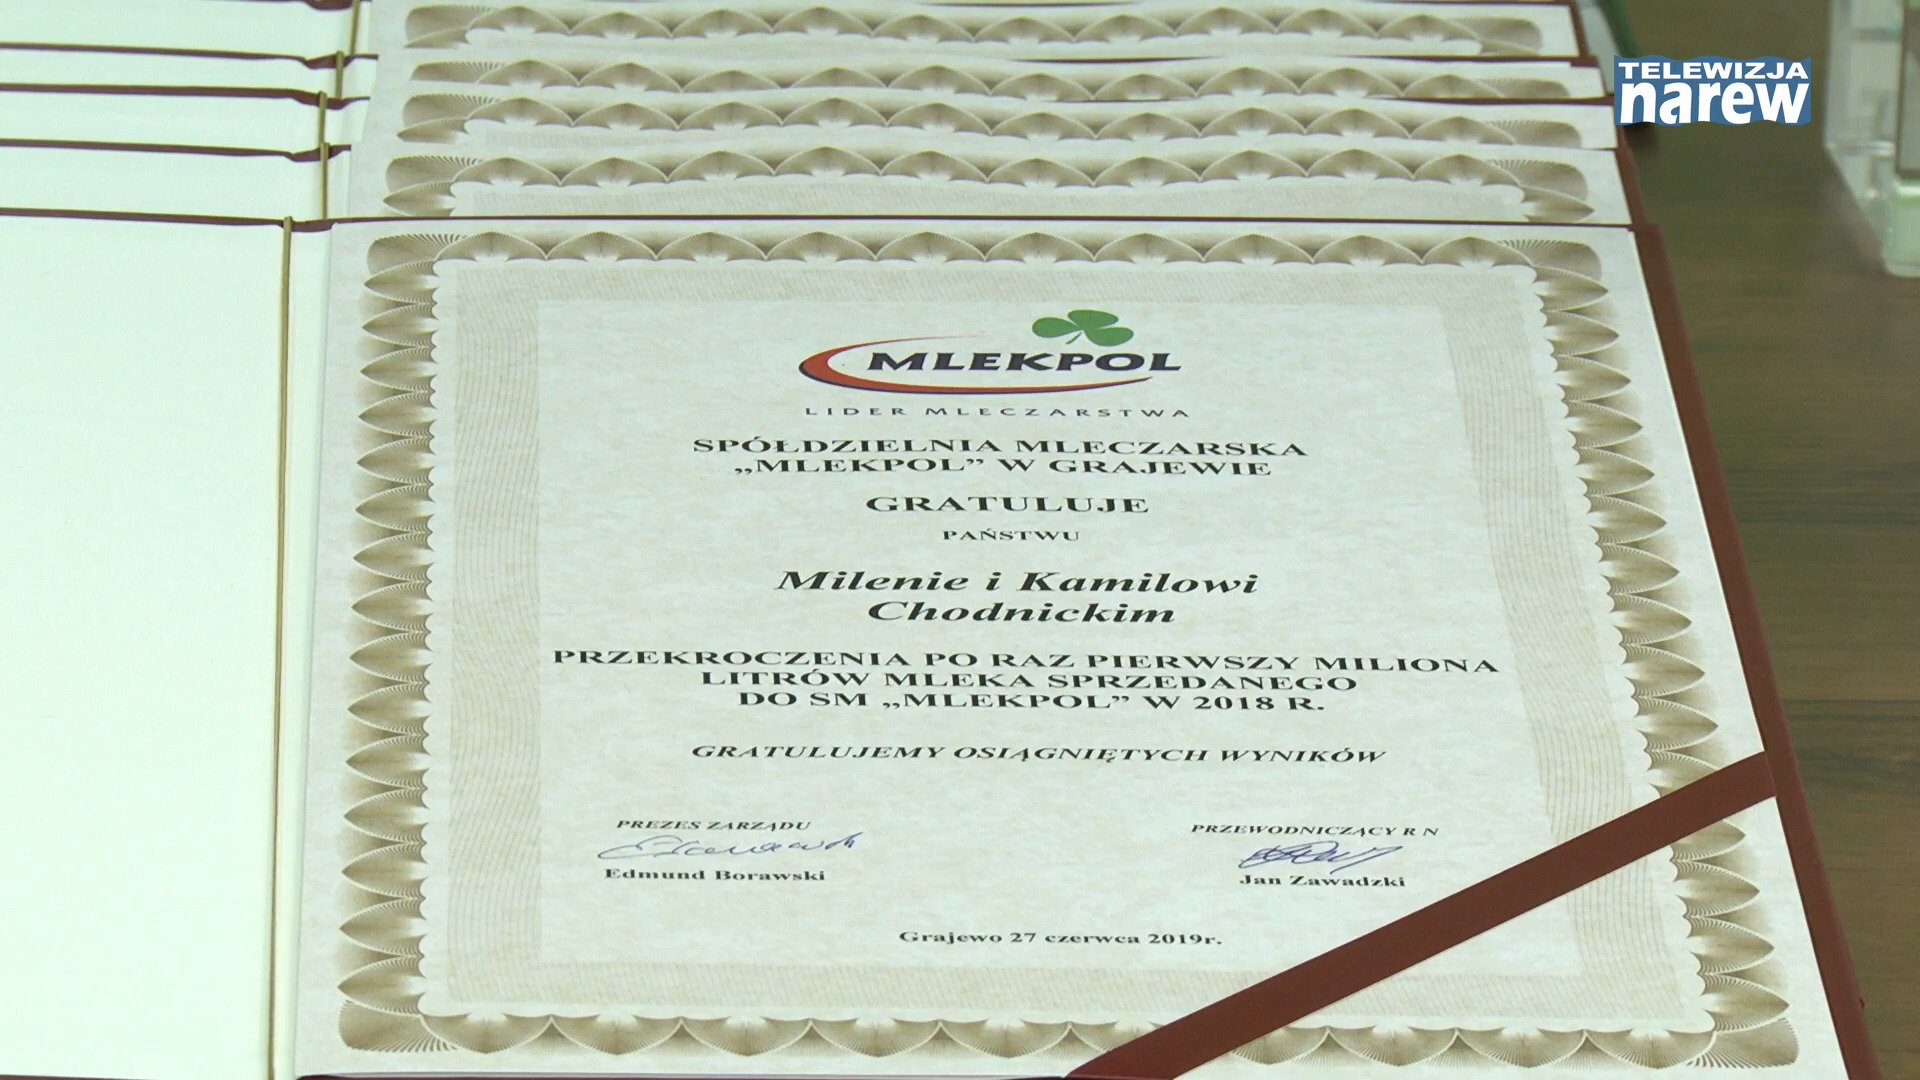 TELEWIZJA
narew
MLEKPOL
LIDER MLECZARSTWA
SPÓŁDZIELNIA MLECZARSKA
„MLEKPOL” W GRAJEWIE
GRATULUJE
PAŃSTWU
Milenie i Kamilowi
Chodnickim
PRZEKROCZENIA PO RAZ PIERWSZY MILIONA
LITRÓW MLEKA SPRZEDANEGO
DO SM „MLEKPOL” W 2018 R.
GRATULUJEMY OSIĄGNIĘTYCH WYNIKÓW
PREZES ZARZĄDU
Edmund Borawski
PRZEWODNICZĄCY R N
Jan Zawadzki
Grajewo 27 czerwca 2019r.